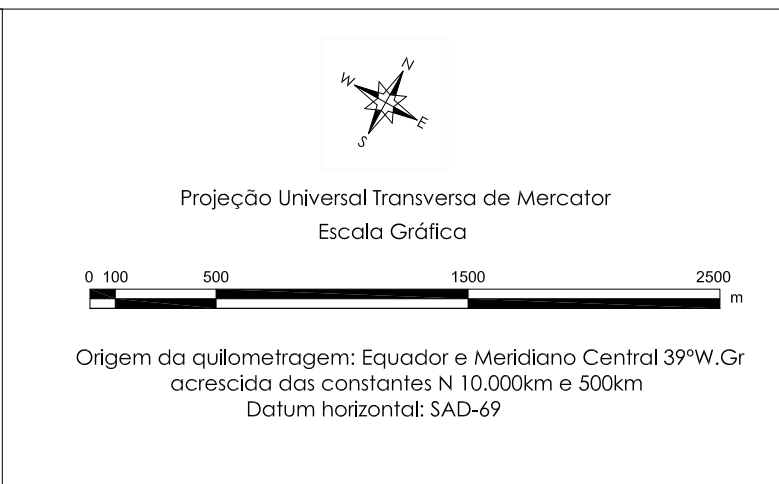 N
W
E
S
Projeção Universal Transversa de Mercator
Escala Gráfica
0 100 500 1500 2500
m
Origem da quilometragem: Equador e Meridiano Central 39ºW.Gr
acrescida das constantes N 10.000km e 500km
Datum horizontal: SAD-69